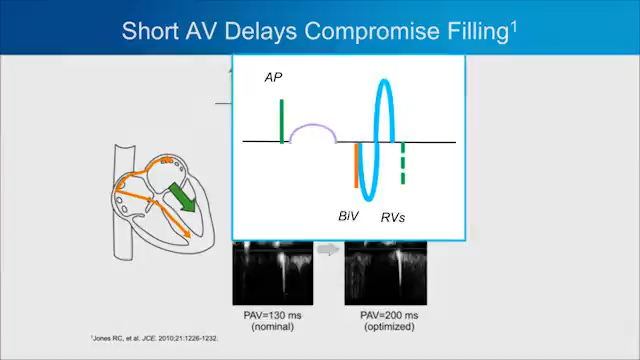 Short AV Delays Compromise Filling1
AP
BiV
RVs
PAV=130 ms
(nominal)
PAV=200 ms
(optimized)
1Jones RC, et al. JCE. 2010;21:1226-1232.